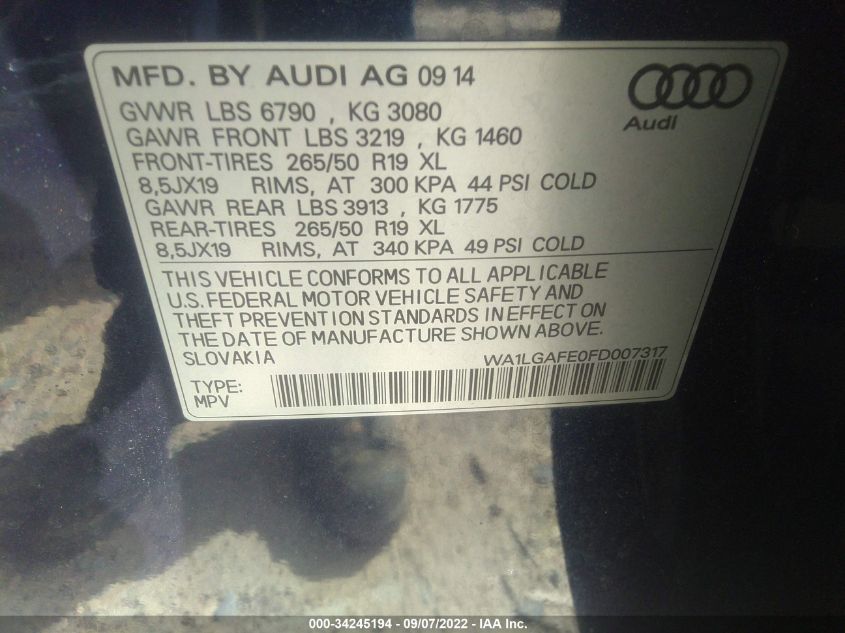 MFD. BY AUDI AG 09 14
GVWR LBS 6790 , KG 3080
GAWR FRONT LBS 3219 , KG 1460
FRONT-TIRES 265/50 R19 XL
8,5JX19 RIMS, AT 300 KPA 44 PSI COLD
GAWR REAR LBS 3913 , KG 1775
REAR-TIRES 265/50 R19 XL
8,5JX19 RIMS, AT 340 KPA 49 PSI COLD
Audi
THIS VEHICLE CONFORMS TO ALL APPLICABLE
U.S. FEDERAL MOTOR VEHICLE SAFETY AND
THEFT PREVENTION STANDARDS IN EFFECT ON
THE DATE OF MANUFACTURE SHOWN ABOVE.
SLOVAKIA WA1LGAFE0FD007317
TYPE:
MPV
000-34245194 - 09/07/2022 - IAA Inc.